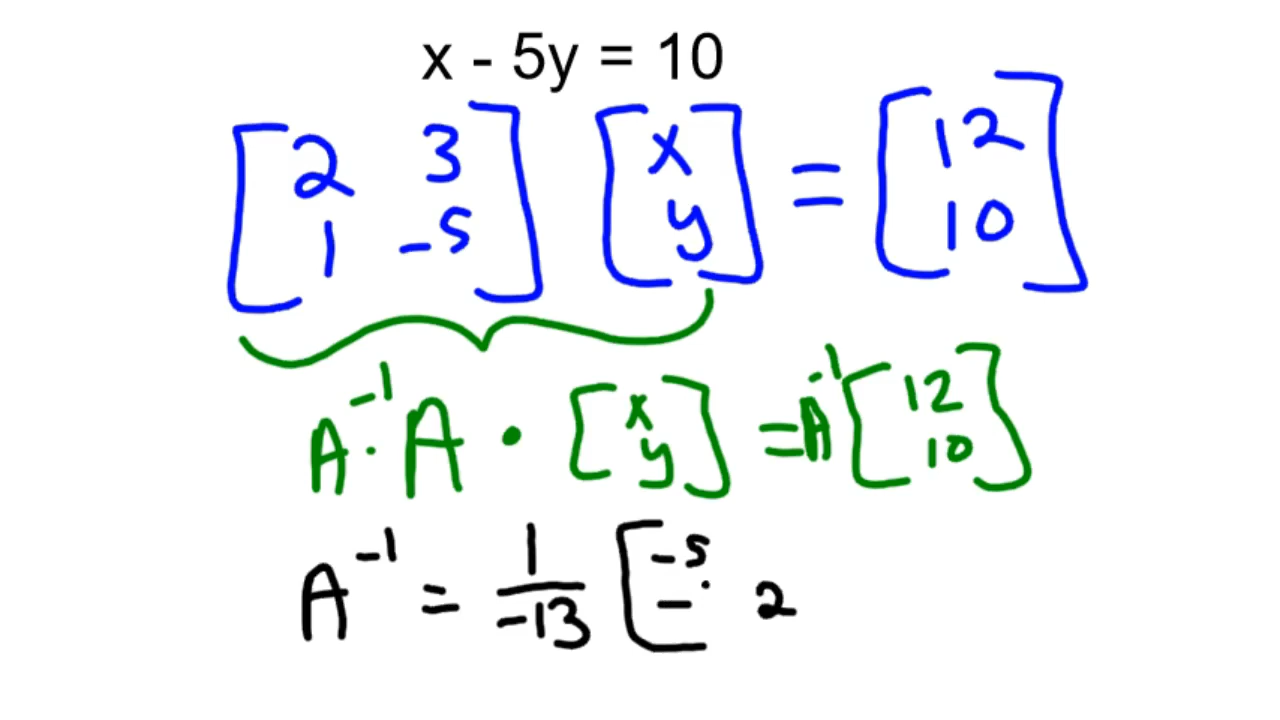 x - 5y = 10
[2 3 [x = [12
1 -5] y] 10]
A⁻¹ · A · [x y] = A⁻¹ [12 10]
A⁻¹ = 1/-13 [-5
- 2